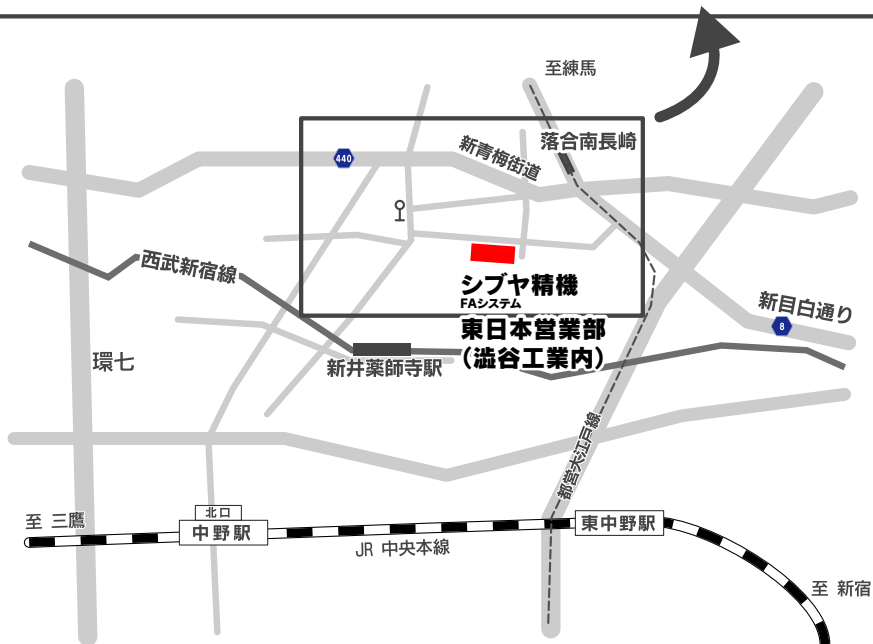 至練馬
落合南長崎
新青梅街道
440
西武新宿線
シブヤ精機
FAシステム
東日本営業部
(澁谷工業内)
新目白通り
8
環七
新井薬師寺駅
都営大江戸線
至 三鷹
北口
中野駅
東中野駅
JR 中央本線
至 新宿